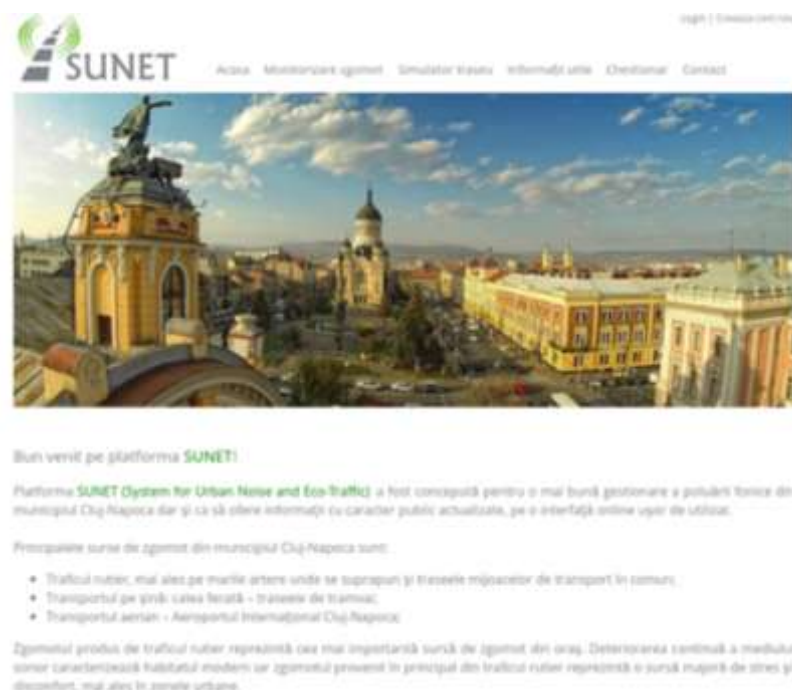 Login | Creeaza cont nou
SUNET
Acasa Monitorizare zgomot Simulator traseu Informații utile Chestionar Contact
Bun venit pe platforma SUNET!
Platforma SUNET (System for Urban Noise and Eco-Traffic) a fost concepută pentru o mai bună gestionare a poluării fonice din
municipiul Cluj-Napoca dar și ca să ofere informații cu caracter public actualizate, pe o interfață online ușor de utilizat.
Principalele surse de zgomot din municipiul Cluj-Napoca sunt:
• Traficul rutier, mai ales pe marile artere unde se suprapun și traseele mijloacelor de transport în comun;
• Transportul pe șină: calea ferată – traseele de tramvai;
• Transportul aerian – Aeroportul Internațional Cluj-Napoca;
Zgomotul produs de traficul rutier reprezintă cea mai importantă sursă de zgomot din oraș. Deteriorarea continuă a mediului
sonor caracterizează habitatul modern iar zgomotul provenit în principal din traficul rutier reprezintă o sursă majoră de stres și
disconfort, mai ales în zonele urbane.